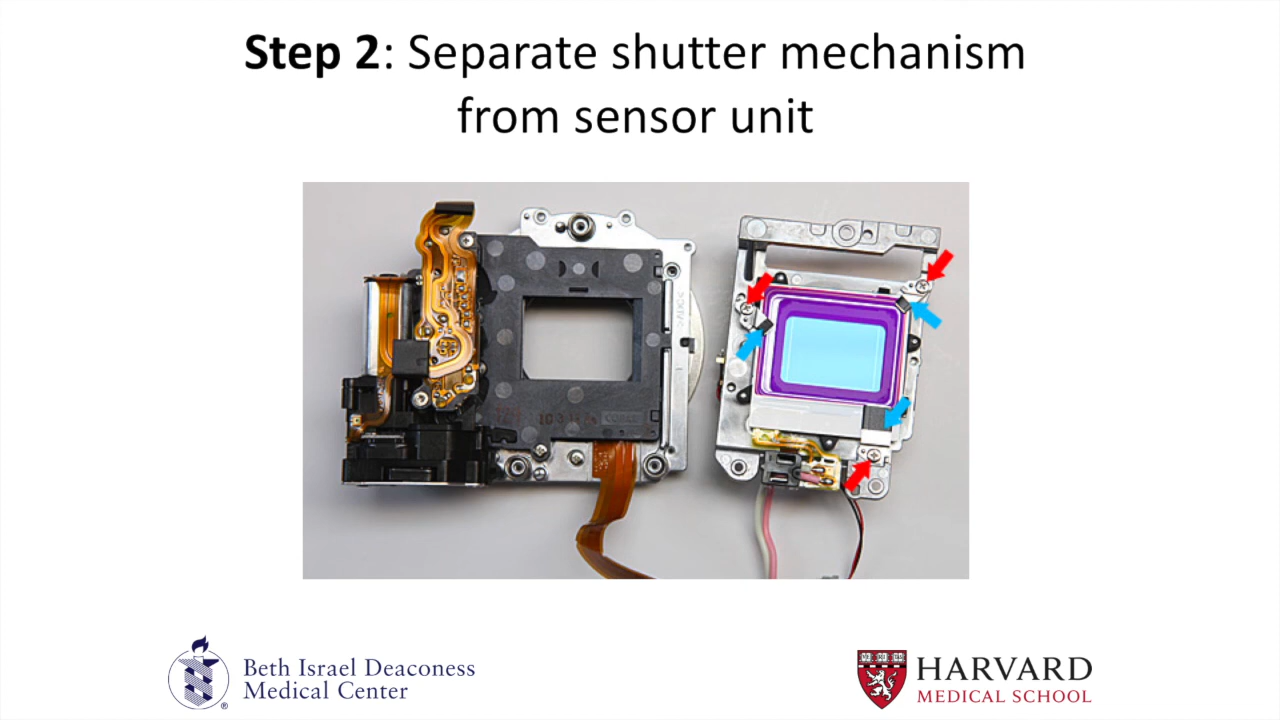 Step 2: Separate shutter mechanism
from sensor unit
Beth Israel Deaconess
Medical Center
®
HARVARD
MEDICAL SCHOOL